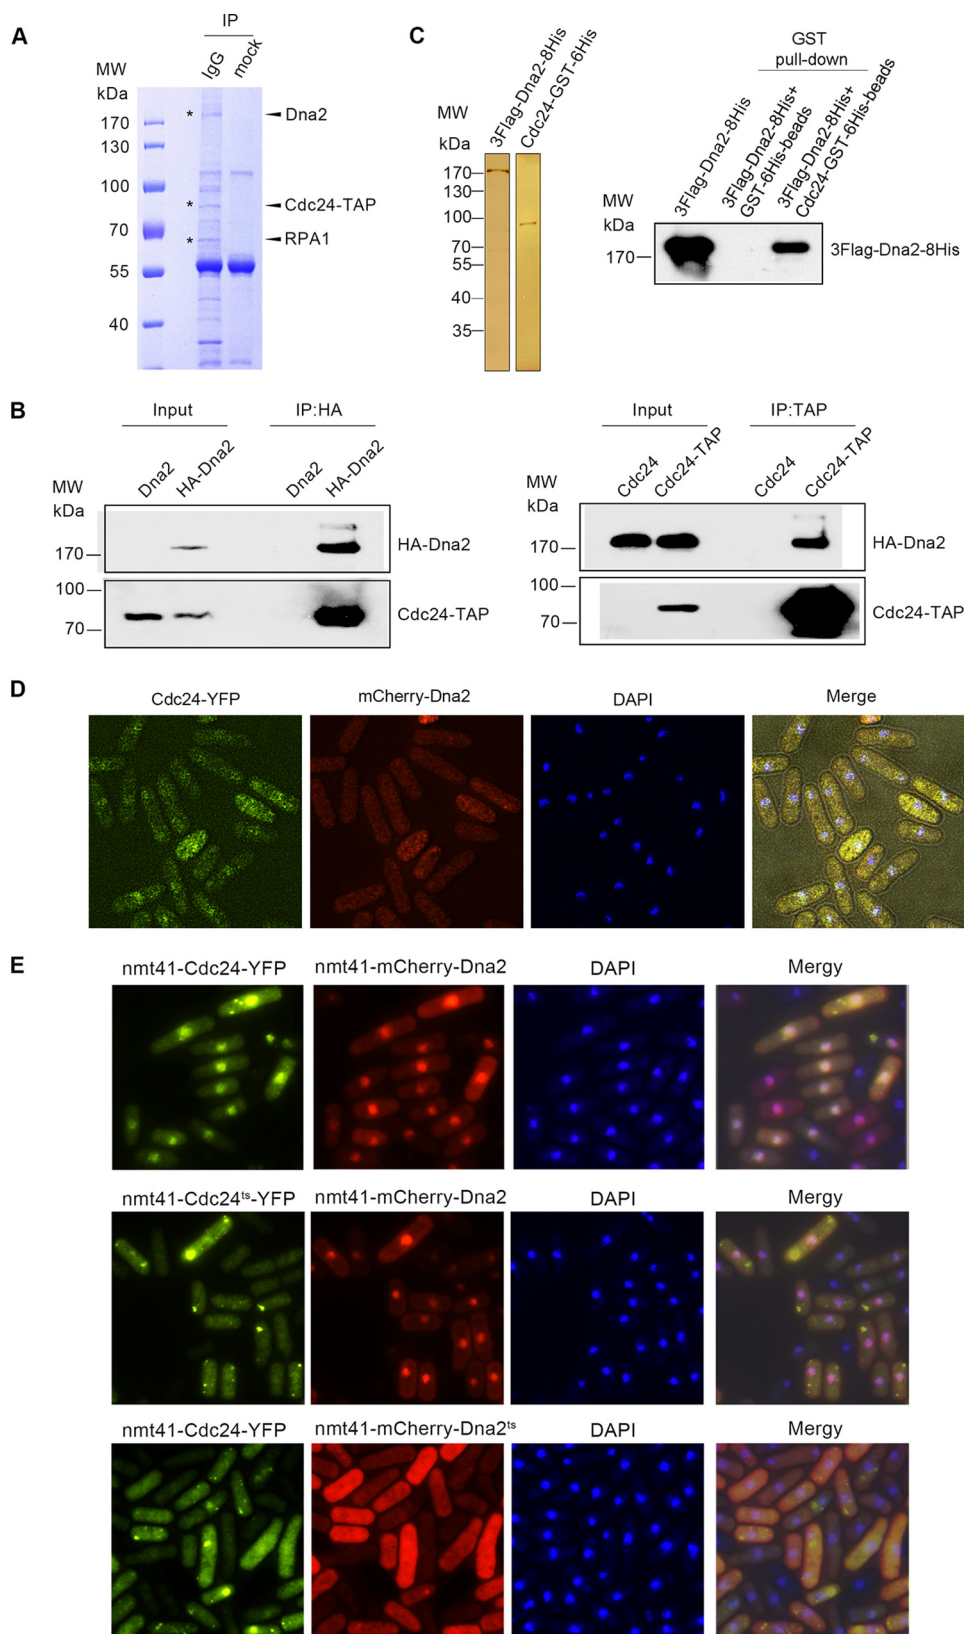 A
IP
MW
kDa
IgG
mock
170
130
100
70
55
40
*
*
*
Dna2
Cdc24-TAP
RPA1
C
MW
kDa
3Flag-Dna2-8His
Cdc24-GST-6His
170
130
100
70
55
40
35
GST
pull-down
MW
kDa
3Flag-Dna2-8His
3Flag-Dna2-8His+
GST-6His-beads
3Flag-Dna2-8His+
Cdc24-GST-6His-beads
170
3Flag-Dna2-8His
B
Input
IP:HA
MW
kDa
Dna2
HA-Dna2
Dna2
HA-Dna2
170
HA-Dna2
100
70
Cdc24-TAP
Input
IP:TAP
MW
kDa
Cdc24
Cdc24-TAP
Cdc24
Cdc24-TAP
170
HA-Dna2
100
70
Cdc24-TAP
D
Cdc24-YFP
mCherry-Dna2
DAPI
Merge
E
nmt41-Cdc24-YFP
nmt41-mCherry-Dna2
DAPI
Mergy
nmt41-Cdc24ts-YFP
nmt41-mCherry-Dna2
DAPI
Mergy
nmt41-Cdc24-YFP
nmt41-mCherry-Dna2ts
DAPI
Mergy